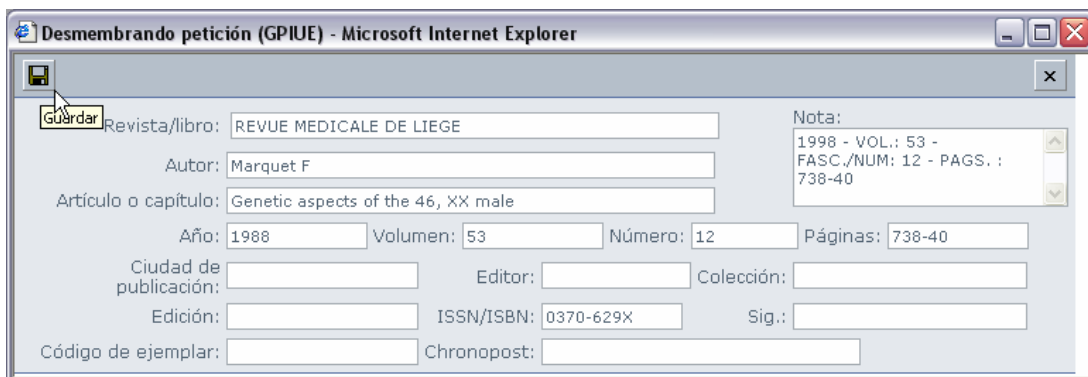 Desmembrando petición (GPIUE) - Microsoft Internet Explorer
Guardar
Revista/libro: REVUE MEDICALE DE LIEGE
Nota:
1998 - VOL.: 53 -
FASC./NUM: 12 - PAGS. :
738-40
Autor: Marquet F
Artículo o capítulo: Genetic aspects of the 46, XX male
Año: 1988 Volumen: 53 Número: 12 Páginas: 738-40
Ciudad de
publicación: Editor: Colección:
Edición: ISSN/ISBN: 0370-629X Sig.:
Código de ejemplar: Chronopost: